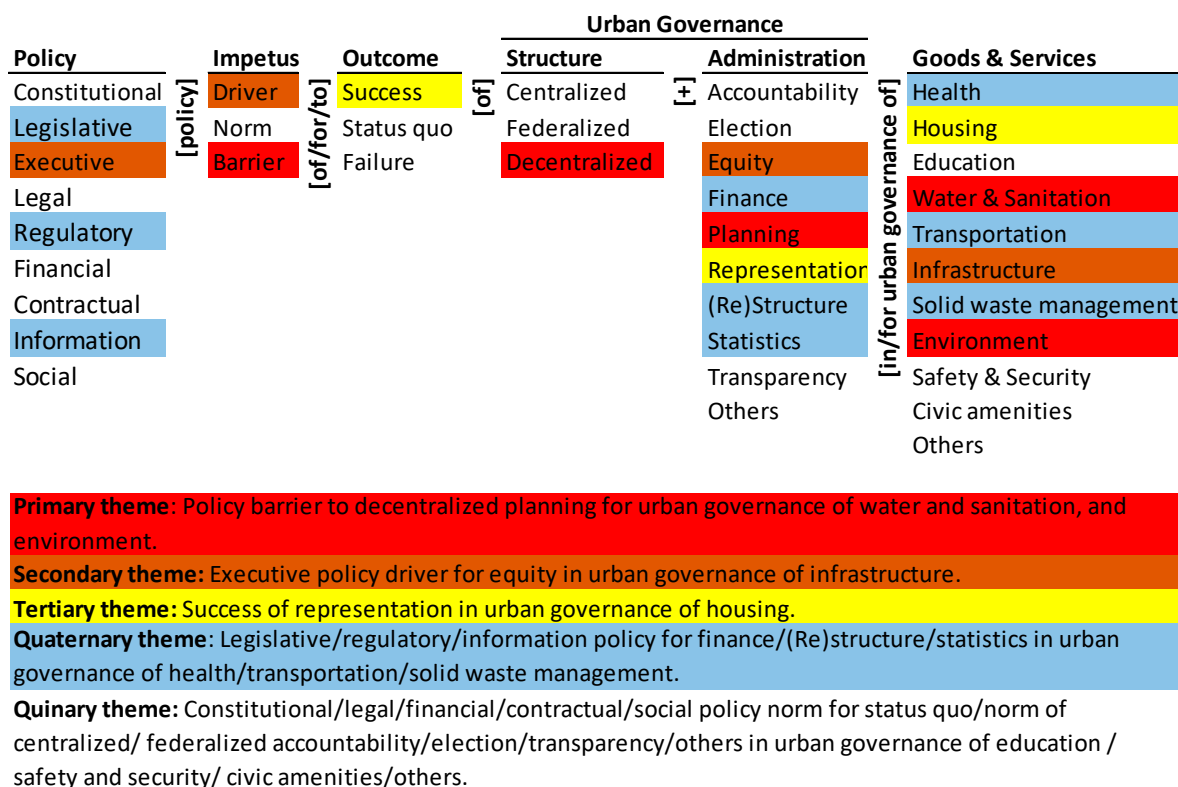 Urban Governance
Policy Impetus Outcome Structure Administration Goods & Services
Constitutional Driver Success Centralized Accountability Health
Legislative Norm Status quo Federalized Election Housing
Executive Barrier Failure Decentralized Equity Education
Legal Finance Water & Sanitation
Regulatory Planning Transportation
Financial Representation Infrastructure
Contractual (Re)Structure Solid waste management
Information Statistics Environment
Social Transparency Safety & Security
Others Civic amenities
Others
[policy]
[of/for/to]
[of]
[+]
[in/for urban governance of]
Primary theme: Policy barrier to decentralized planning for urban governance of water and sanitation, and
environment.
Secondary theme: Executive policy driver for equity in urban governance of infrastructure.
Tertiary theme: Success of representation in urban governance of housing.
Quaternary theme: Legislative/regulatory/information policy for finance/(Re)structure/statistics in urban
governance of health/transportation/solid waste management.
Quinary theme: Constitutional/legal/financial/contractual/social policy norm for status quo/norm of
centralized/ federalized accountability/election/transparency/others in urban governance of education /
safety and security/ civic amenities/others.